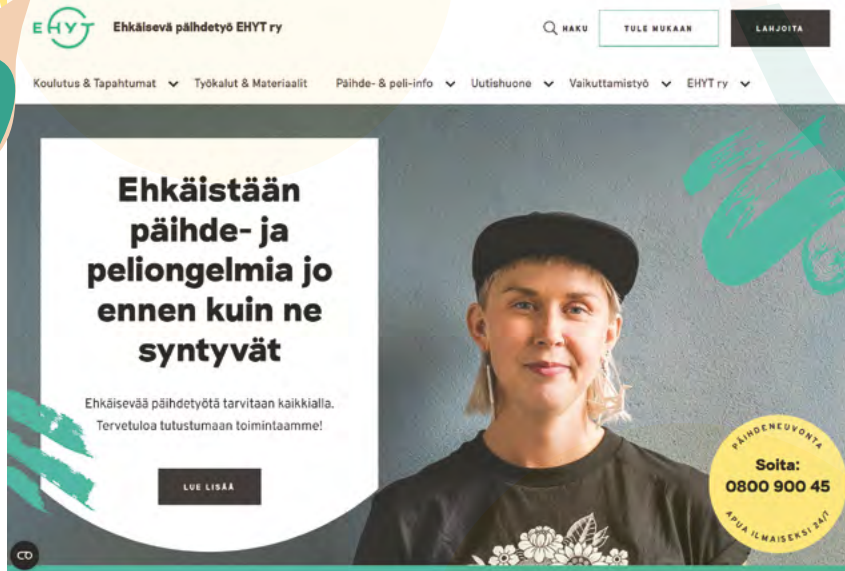 EHYT
Ehkäisevä päihdetyö EHYT ry
HAKU
TULE MUKAAN
LAHJOITA
Koulutus & Tapahtumat
Työkalut & Materiaalit
Päihde- & peli-info
Uutishuone
Vaikuttamistyö
EHYT ry
Ehkäistään
päihde- ja
peliongelmia jo
ennen kuin ne
syntyvät
Ehkäisevää päihdetyötä tarvitaan kaikkialla.
Tervetuloa tutustumaan toimintaamme!
LUE LISÄÄ
PÄIHDENEUVONTA
Soita:
0800 900 45
APUA ILMAISEKSI 24/7